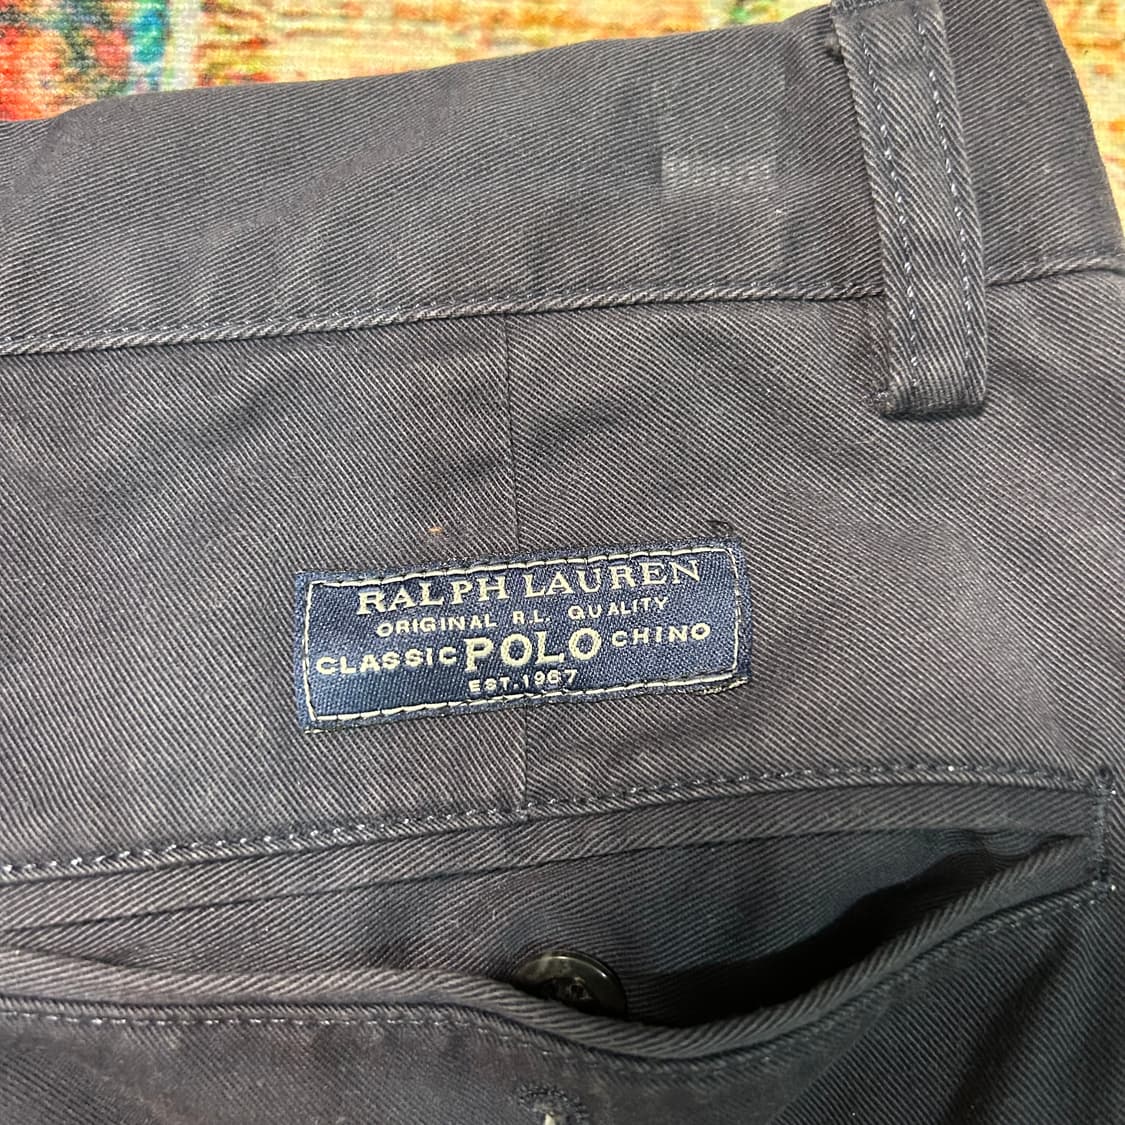 RALPH LAUREN
ORIGINAL R.L. QUALITY
CLASSIC POLO CHINO
EST. 1967